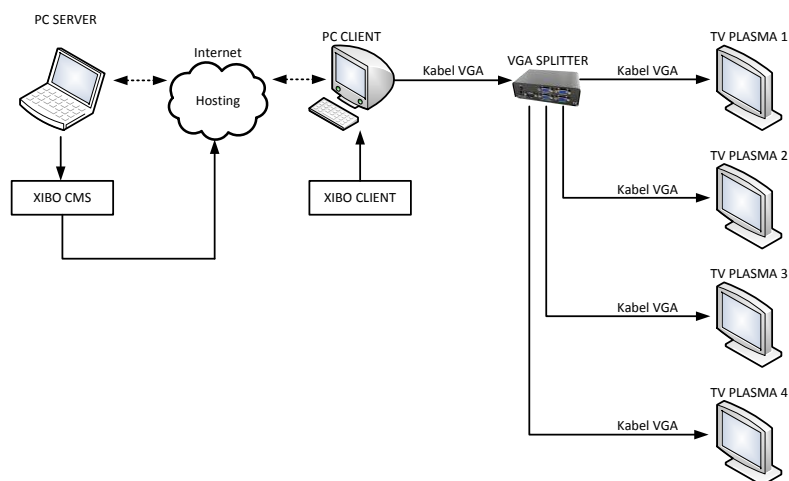 PC SERVER
Internet
Hosting
PC CLIENT
Kabel VGA
VGA SPLITTER
Kabel VGA
TV PLASMA 1
XIBO CMS
XIBO CLIENT
TV PLASMA 2
Kabel VGA
TV PLASMA 3
Kabel VGA
TV PLASMA 4
Kabel VGA